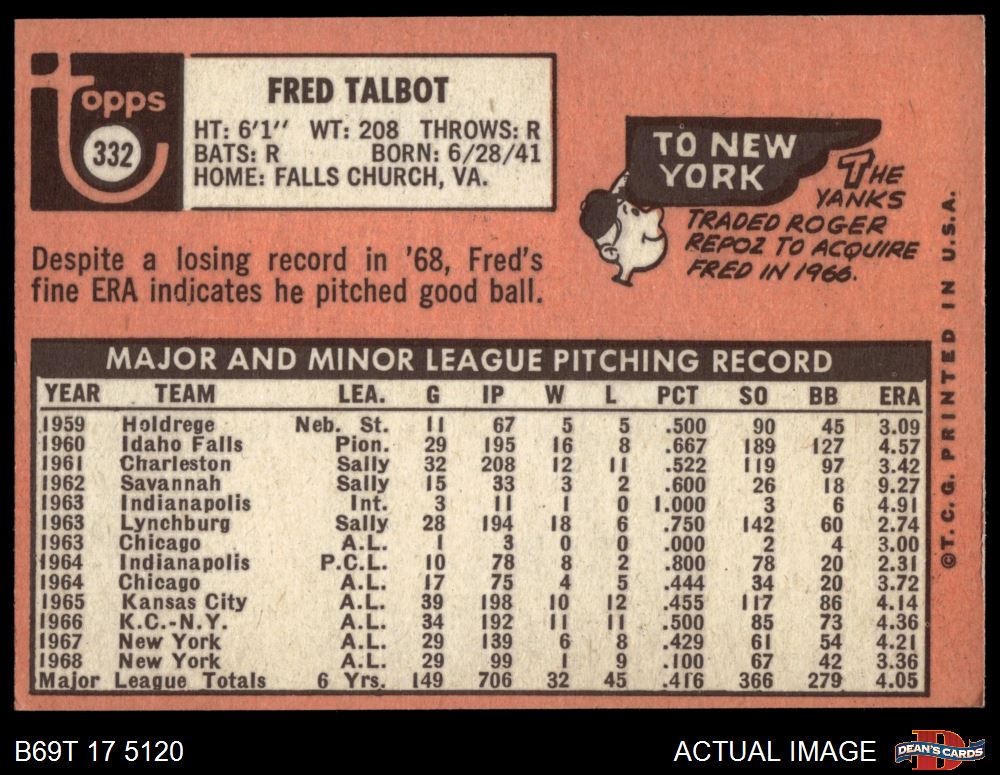 topps
332
FRED TALBOT
HT: 6'1" WT: 208 THROWS: R
BATS: R BORN: 6/28/41
HOME: FALLS CHURCH, VA.
TO NEW
YORK
THE
YANKS
TRADED ROGER
REPOZ TO ACQUIRE
FRED IN 1966.
Despite a losing record in '68, Fred's
fine ERA indicates he pitched good ball.
MAJOR AND MINOR LEAGUE PITCHING RECORD
YEAR TEAM LEA. G IP W L PCT SO BB ERA
1959 Holdrege Neb. St. 11 67 5 5 .500 90 45 3.09
1960 Idaho Falls Pion. 29 195 16 8 .667 189 127 4.57
1961 Charleston Sally 32 208 12 11 .522 119 97 3.42
1962 Savannah Sally 15 33 3 2 .600 26 18 9.27
1963 Indianapolis Int. 3 11 1 0 1.000 3 6 4.91
1963 Lynchburg Sally 28 194 18 6 .750 142 60 2.74
1963 Chicago A.L. 1 3 0 0 .000 2 4 3.00
1964 Indianapolis P.C.L. 10 78 8 2 .800 78 20 2.31
1964 Chicago A.L. 17 75 4 5 .444 34 20 3.72
1965 Kansas City A.L. 39 198 10 12 .455 117 86 4.14
1966 K.C.-N.Y. A.L. 34 192 11 11 .500 85 73 4.36
1967 New York A.L. 29 139 6 8 .429 61 54 4.21
1968 New York A.L. 29 99 1 9 .100 67 42 3.36
Major League Totals 6 Yrs. 149 706 32 45 .416 366 279 4.05
©T.C.G. PRINTED IN U.S.A.
B69T 17 5120
ACTUAL IMAGE
DEAN'S CARDS